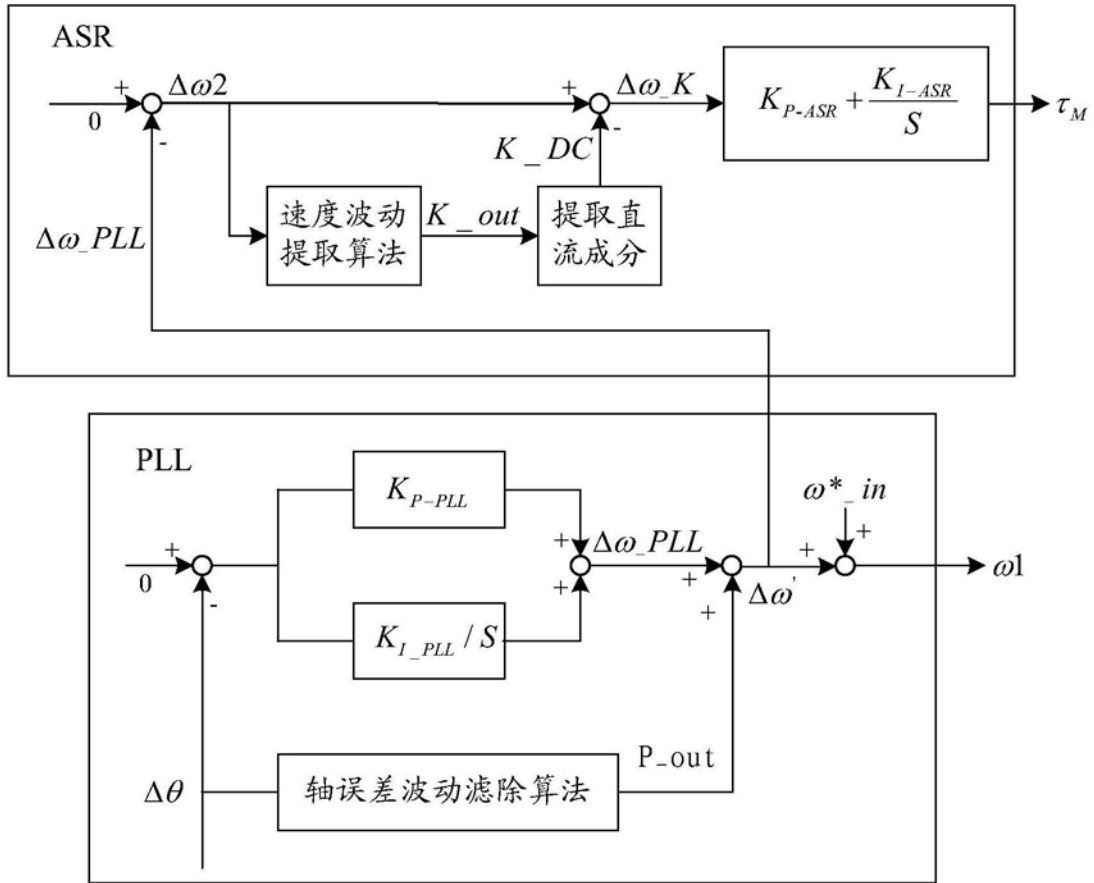 ASR
+
Δω2
+
Δω_K
0
-
-
K_{P-ASR} + \frac{K_{I-ASR}}{S}
τ_M
K_DC
Δω_PLL
速度波动
提取算法
K_out
提取直
流成分
PLL
K_{P-PLL}
ω*_in
+
+
Δω_PLL
+
+
+
0
-
+
+
Δω'
ω1
K_{I_PLL} / S
P_out
Δθ
轴误差波动滤除算法